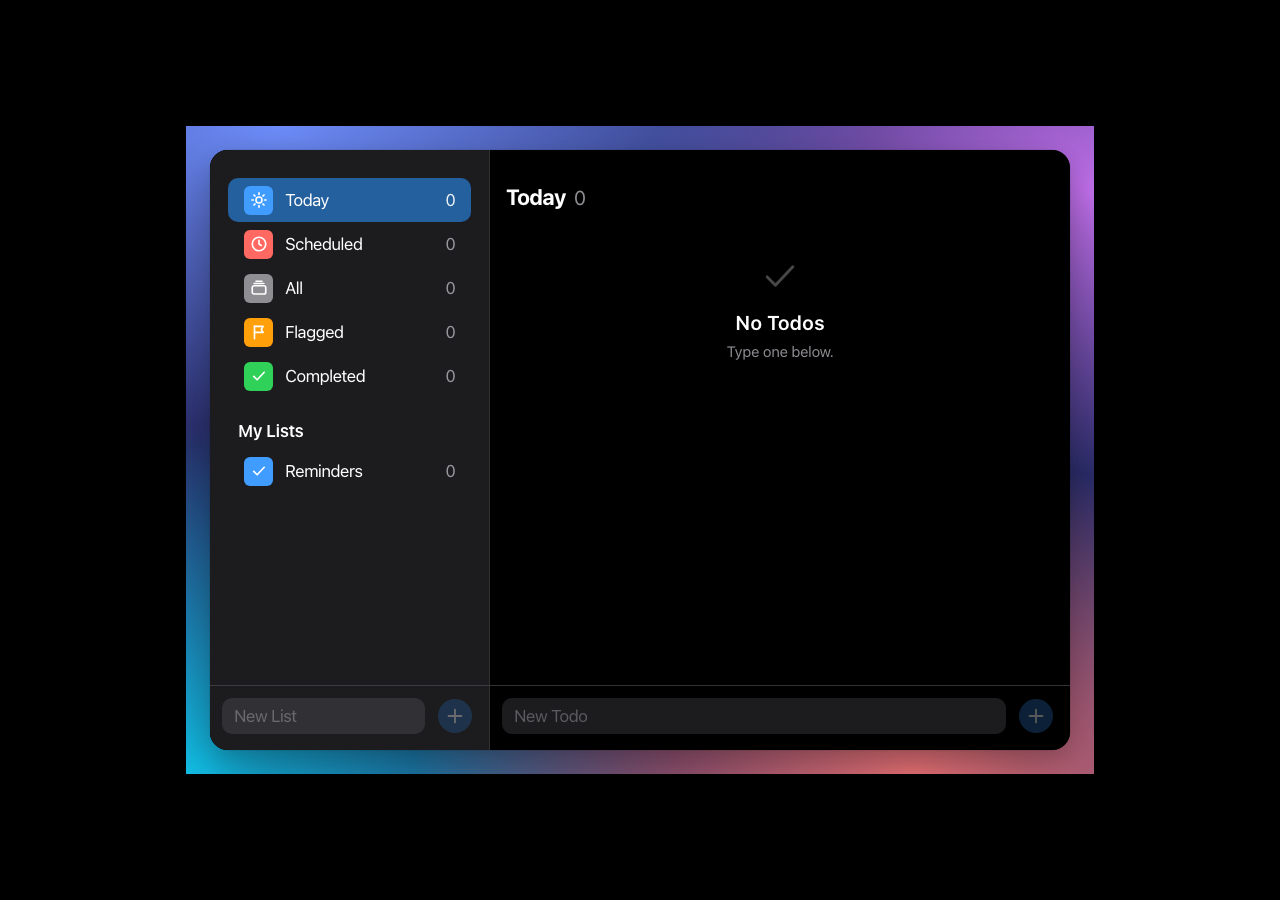 Today 0
Scheduled 0
All 0
Flagged 0
Completed 0
My Lists
Reminders 0
New List
Today 0
No Todos
Type one below.
New Todo